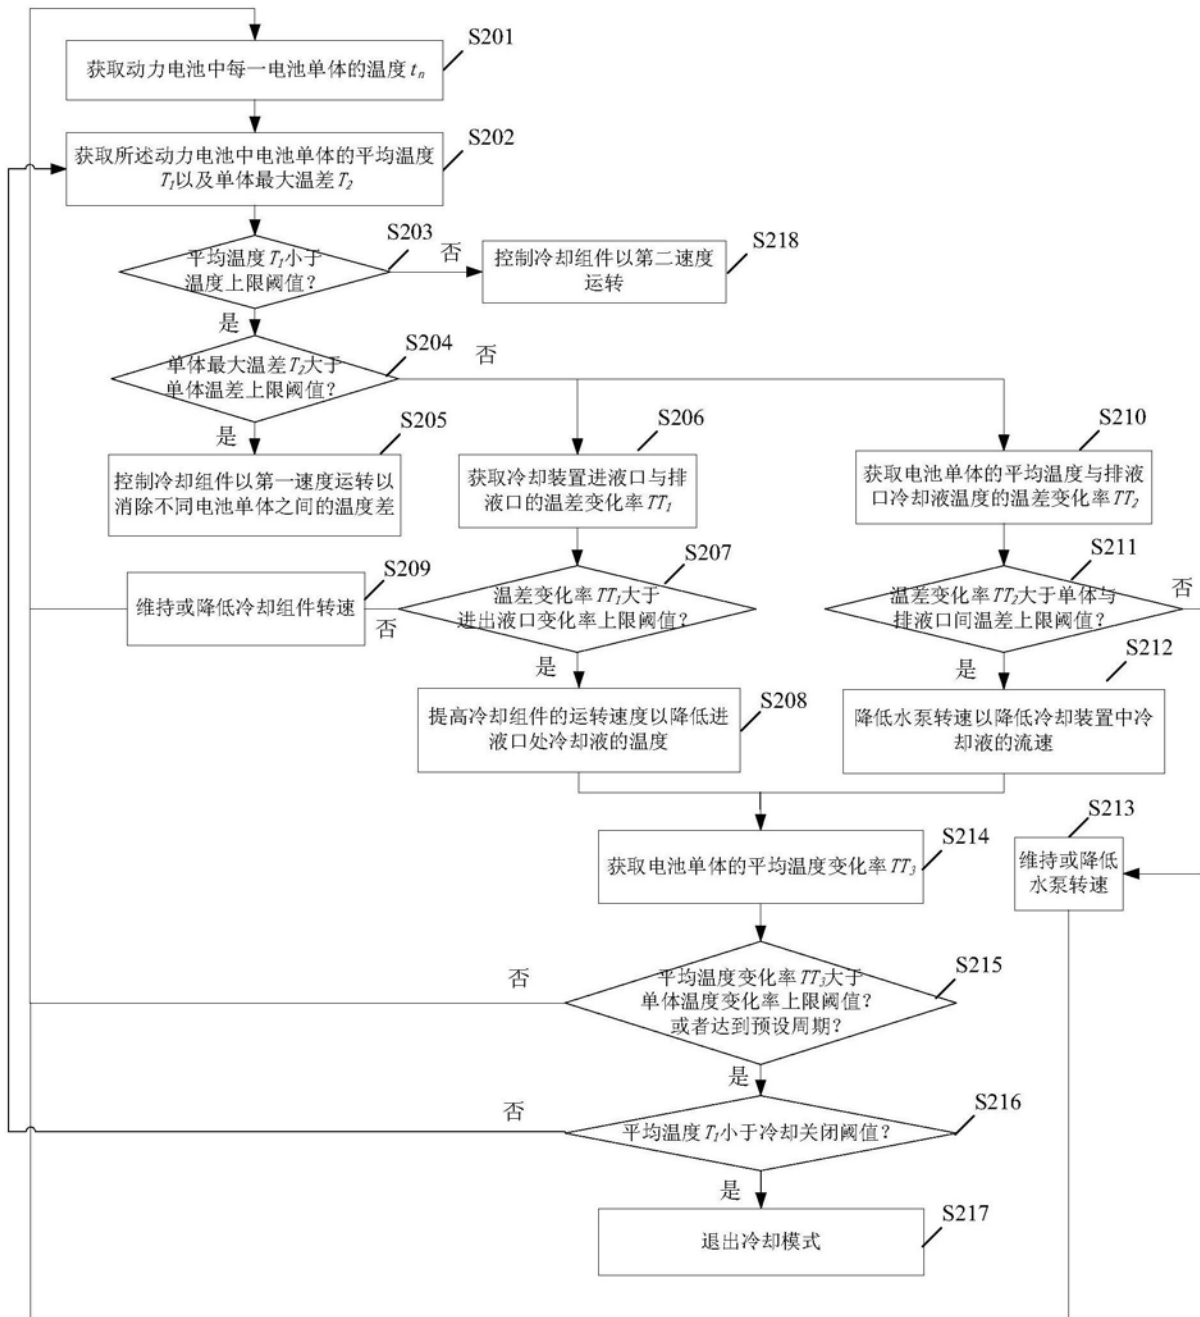 S201
获取动力电池中每一电池单体的温度tn
S202
获取所述动力电池中电池单体的平均温度
T1以及单体最大温差T2
S203
平均温度T1小于
温度上限阈值?
否
S218
控制冷却组件以第二速度
运转
是
S204
单体最大温差T2大于
单体温差上限阈值?
否
是
S205
控制冷却组件以第一速度运转以
消除不同电池单体之间的温度差
S206
获取冷却装置进液口与排
液口的温差变化率TT1
S210
获取电池单体的平均温度与排液
口冷却液温度的温差变化率TT2
S207
温差变化率TT1大于
进出液口变化率上限阈值?
否
S209
维持或降低冷却组件转速
S211
温差变化率TT2大于单体与
排液口间温差上限阈值?
否
是
S208
提高冷却组件的运转速度以降低进
液口处冷却液的温度
是
S212
降低水泵转速以降低冷却装置中冷
却液的流速
S213
维持或降低
水泵转速
S214
获取电池单体的平均温度变化率TT3
S215
平均温度变化率TT3大于
单体温度变化率上限阈值?
或者达到预设周期?
否
是
S216
平均温度T1小于冷却关闭阈值?
否
是
S217
退出冷却模式